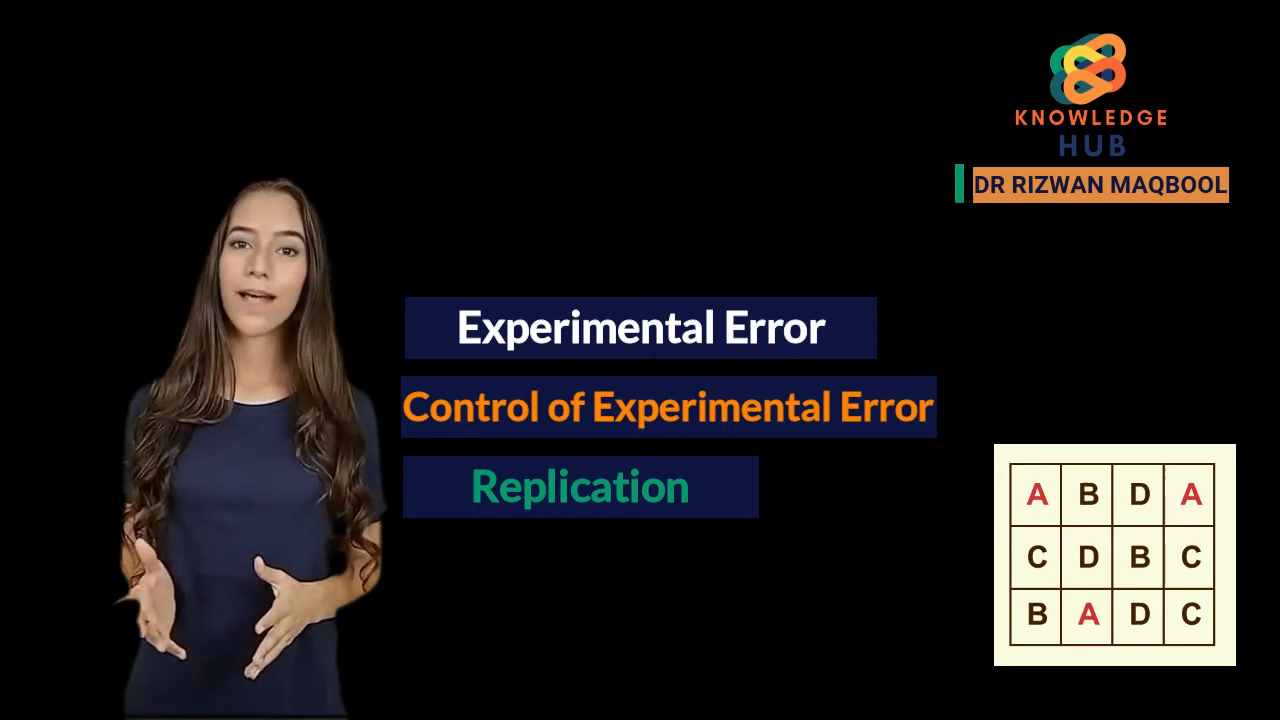 KNOWLEDGE
HUB
DR RIZWAN MAQBOOL
Experimental Error
Control of Experimental Error
Replication
A B D A
C D B C
B A D C